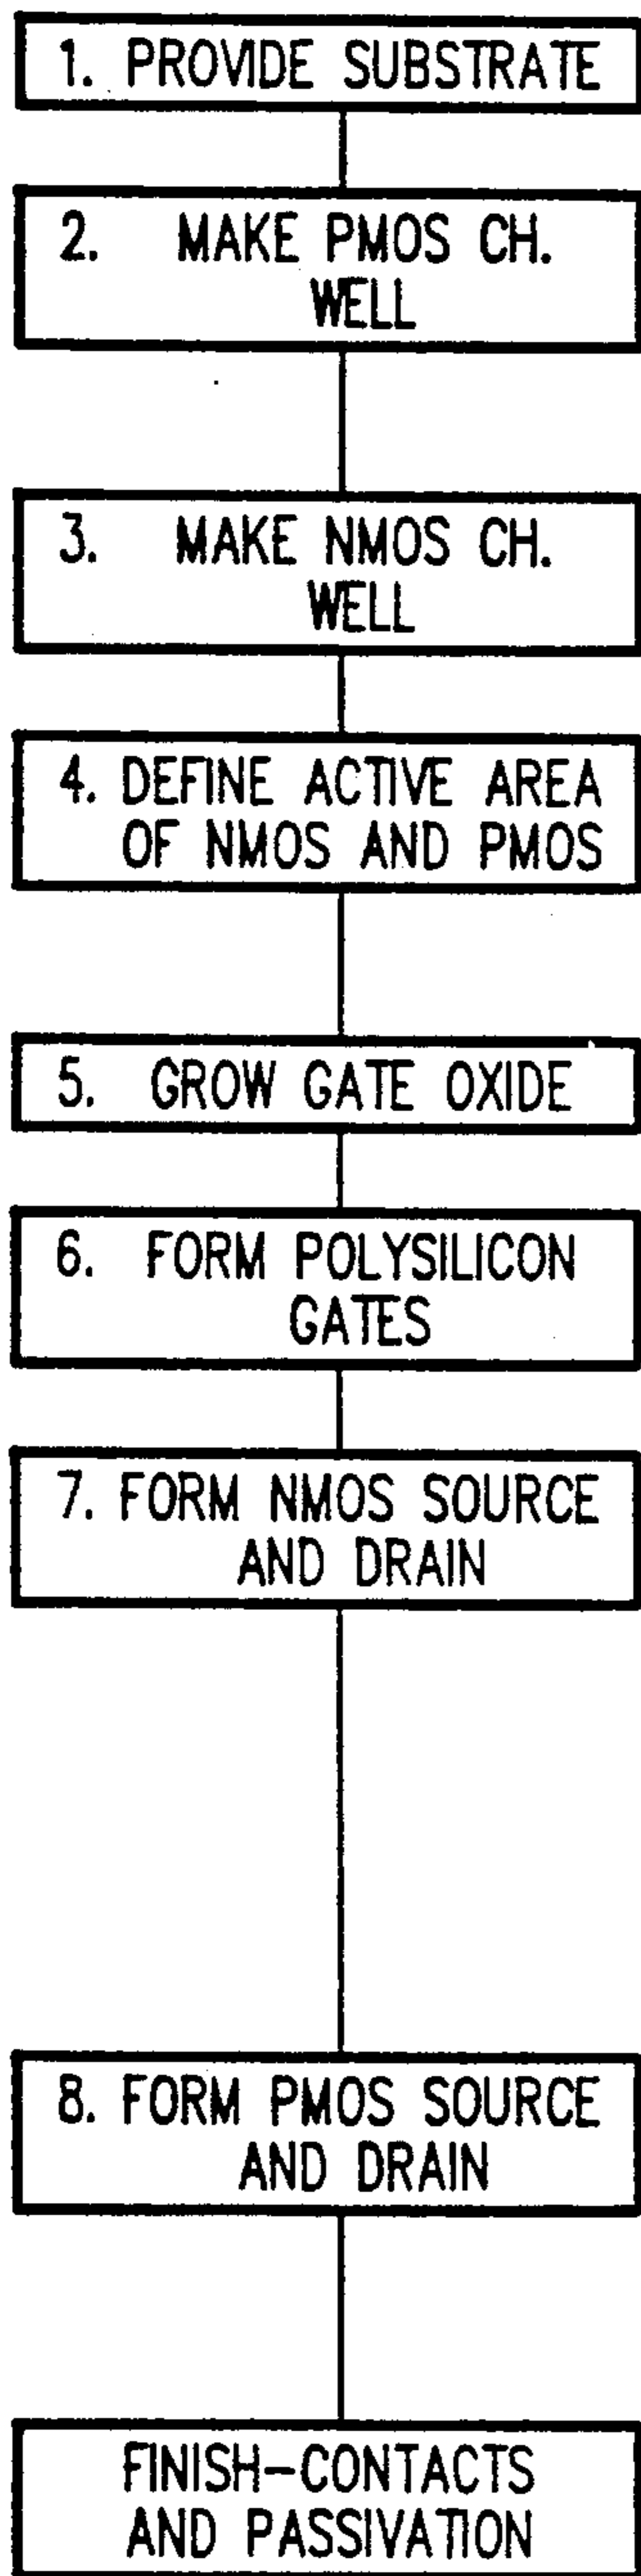 1. PROVIDE SUBSTRATE
2. MAKE PMOS CH.
WELL
3. MAKE NMOS CH.
WELL
4. DEFINE ACTIVE AREA
OF NMOS AND PMOS
5. GROW GATE OXIDE
6. FORM POLYSILICON
GATES
7. FORM NMOS SOURCE
AND DRAIN
8. FORM PMOS SOURCE
AND DRAIN
FINISH-CONTACTS
AND PASSIVATION